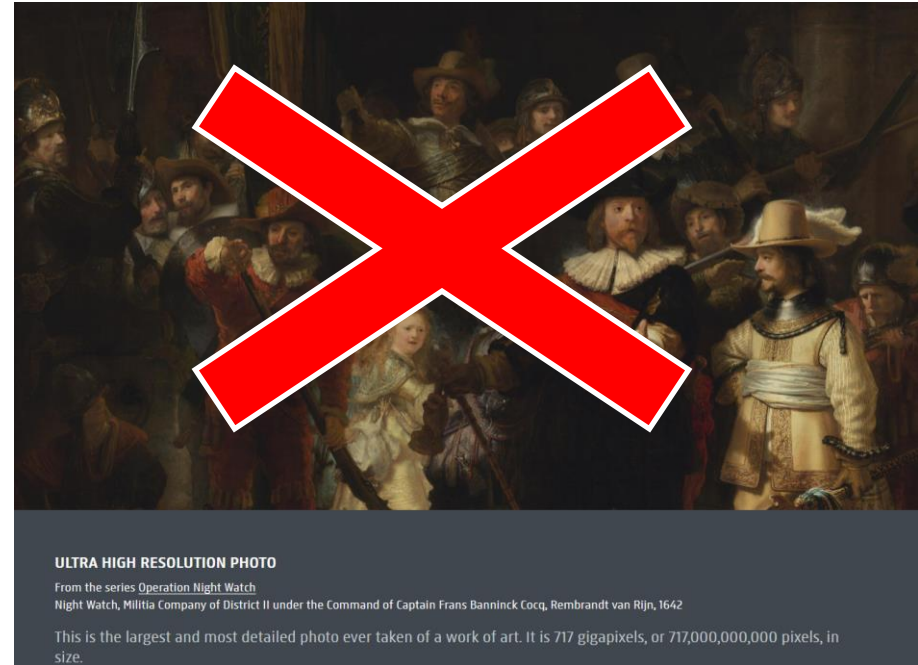 ULTRA HIGH RESOLUTION PHOTO
From the series Operation Night Watch
Night Watch, Militia Company of District II under the Command of Captain Frans Banninck Cocq, Rembrandt van Rijn, 1642
This is the largest and most detailed photo ever taken of a work of art. It is 717 gigapixels, or 717,000,000,000 pixels, in
size.